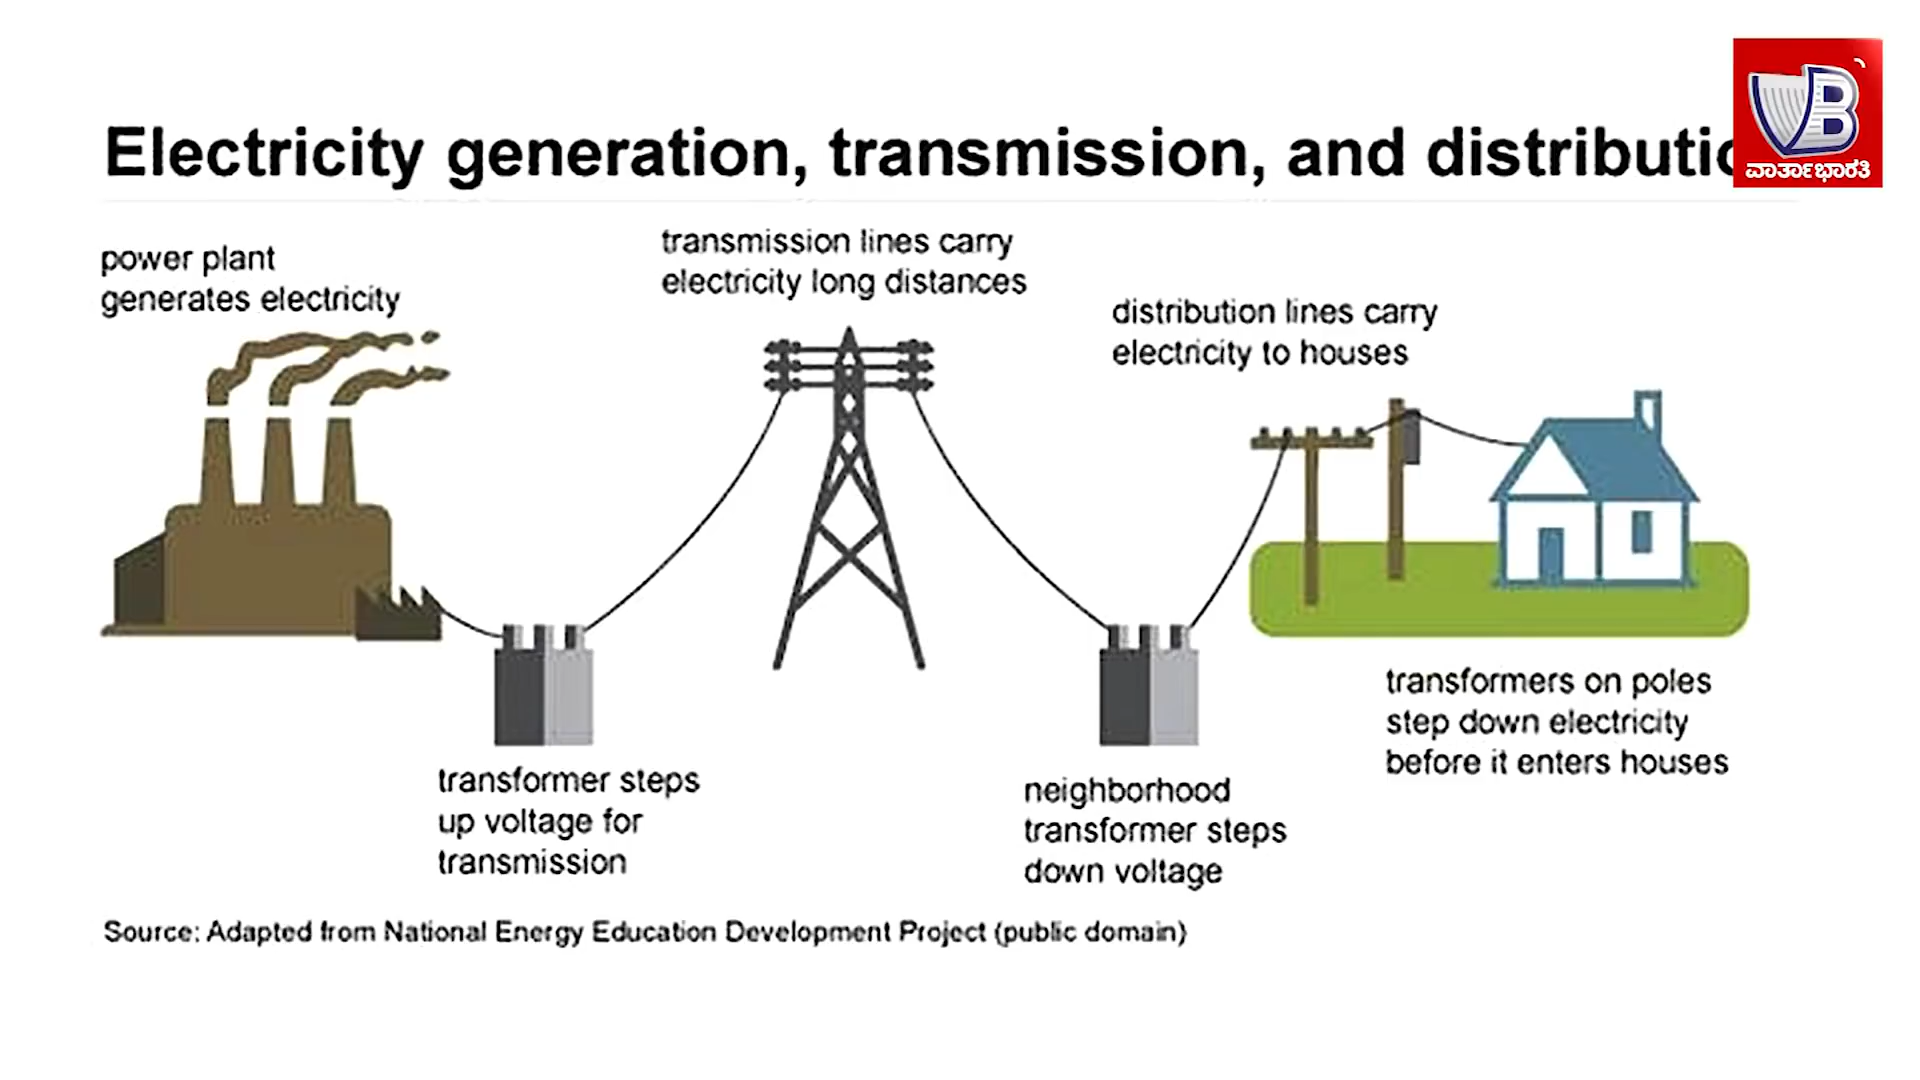 Electricity generation, transmission, and distributio
ವಾರ್ತಾಭಾರತಿ
power plant
generates electricity
transmission lines carry
electricity long distances
distribution lines carry
electricity to houses
transformer steps
up voltage for
transmission
neighborhood
transformer steps
down voltage
transformers on poles
step down electricity
before it enters houses
Source: Adapted from National Energy Education Development Project (public domain)